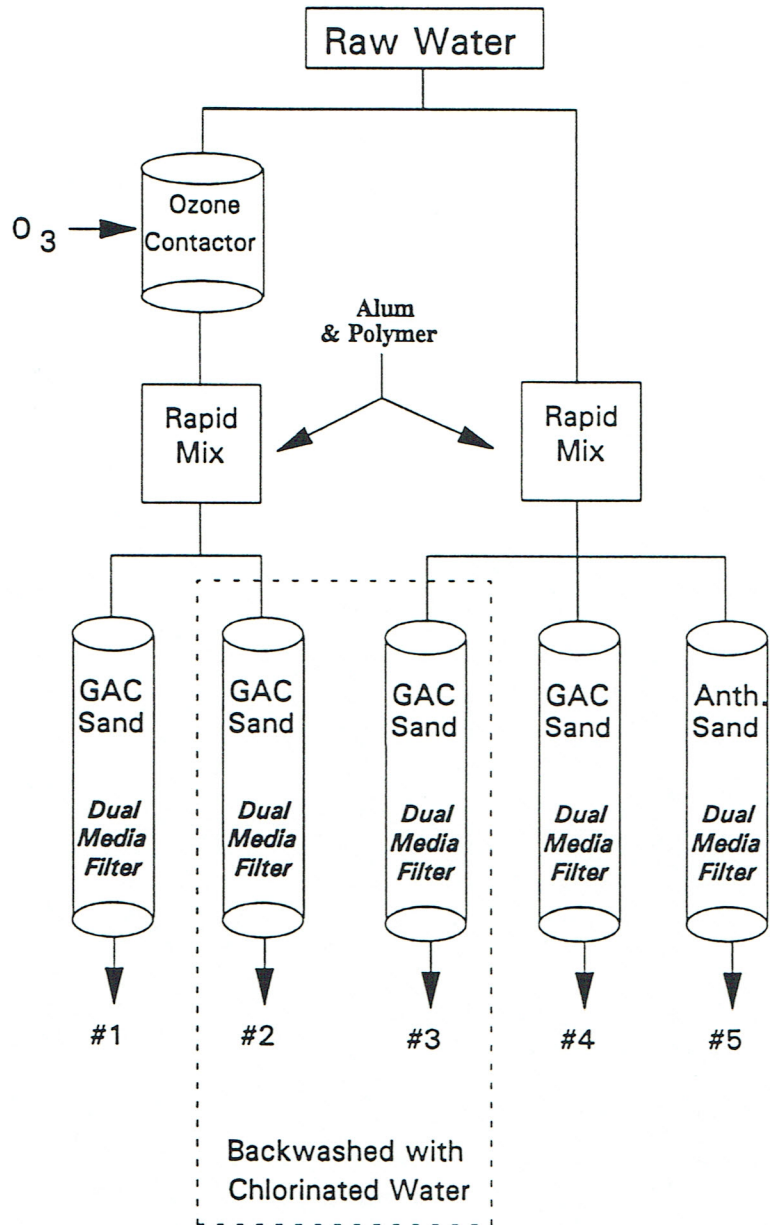 Raw Water
Ozone
Contactor
O3
Alum
& Polymer
Rapid
Mix
Rapid
Mix
GAC
Sand
Dual
Media
Filter
GAC
Sand
Dual
Media
Filter
GAC
Sand
Dual
Media
Filter
GAC
Sand
Dual
Media
Filter
Anth.
Sand
Dual
Media
Filter
#1
#2
#3
#4
#5
Backwashed with
Chlorinated Water